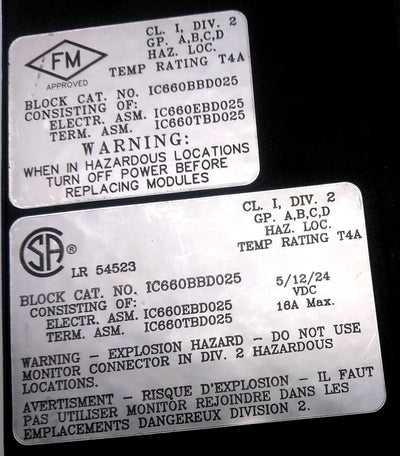 FM
APPROVED
CL. I, DIV. 2
GP. A,B,C,D
HAZ. LOC.
TEMP RATING T4A
BLOCK CAT. NO. IC660BBD025
CONSISTING OF:
ELECTR. ASM. IC660EBD025
TERM. ASM. IC660TBD025
WARNING:
WHEN IN HAZARDOUS LOCATIONS
TURN OFF POWER BEFORE
REPLACING MODULES
CL. I, DIV. 2
GP. A,B,C,D
HAZ. LOC.
TEMP RATING T4A
SA ®
LR 54523
BLOCK CAT. NO. IC660BBD025 5/12/24
CONSISTING OF: VDC
ELECTR. ASM. IC660EBD025 16A Max.
TERM. ASM. IC660TBD025
WARNING – EXPLOSION HAZARD – DO NOT USE
MONITOR CONNECTOR IN DIV. 2 HAZARDOUS
LOCATIONS.
AVERTISMENT – RISQUE D'EXPLOSION – IL FAUT
PAS UTILISER MONITOR REJOINDRE DANS LES
EMPLACEMENTS DANGEREUX DIVISION 2.